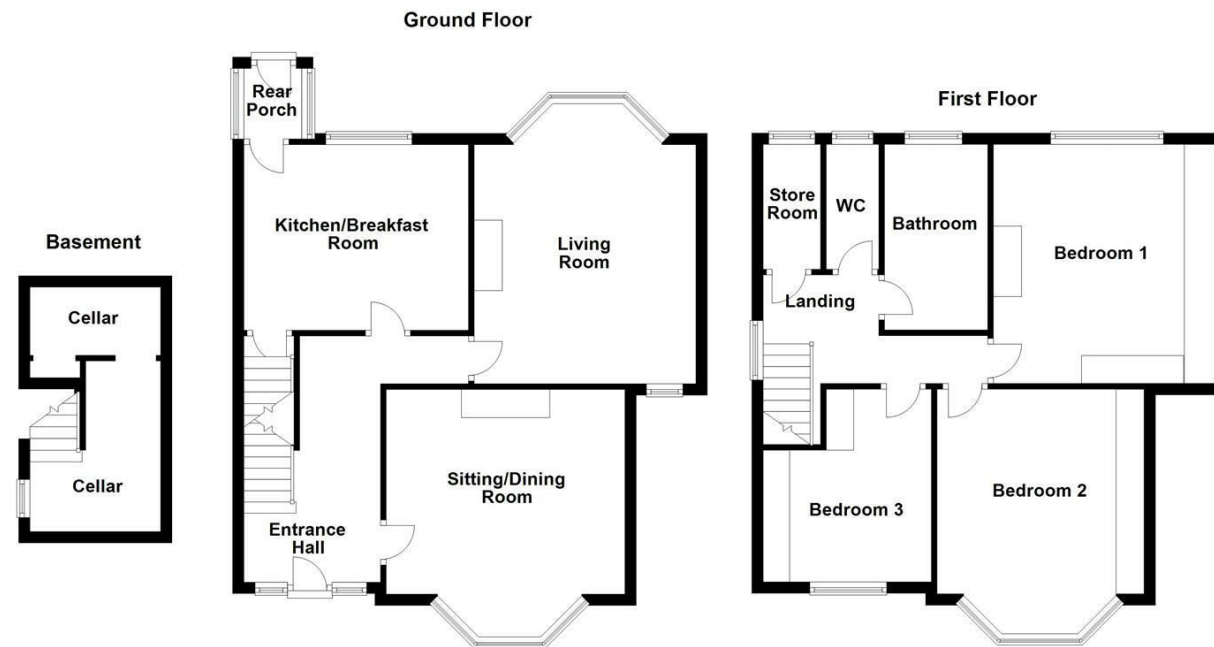 Ground Floor
Rear
Porch
Kitchen/Breakfast
Room
Living
Room
Sitting/Dining
Room
Entrance
Hall
Basement
Cellar
Cellar
First Floor
Store
Room
WC
Bathroom
Bedroom 1
Landing
Bedroom 3
Bedroom 2